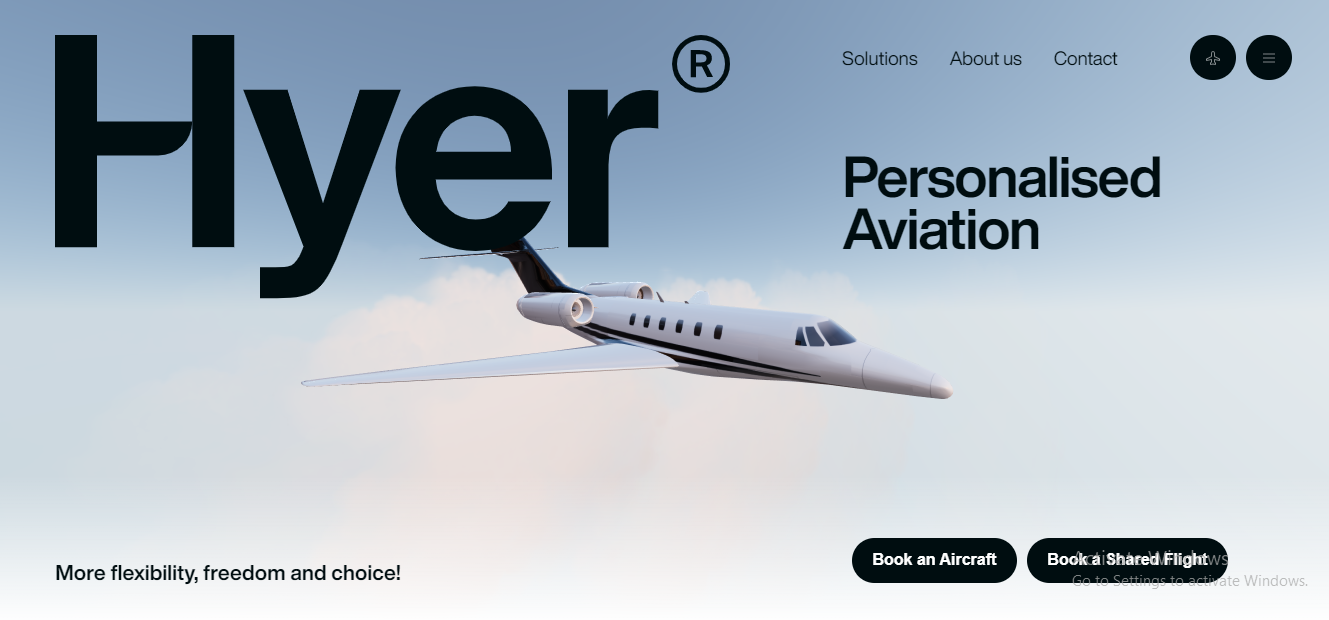 Hyer®
Solutions About us Contact
Personalised
Aviation
More flexibility, freedom and choice!
Book an Aircraft Book a Shared Flight
Activate Windows
Go to Settings to activate Windows.